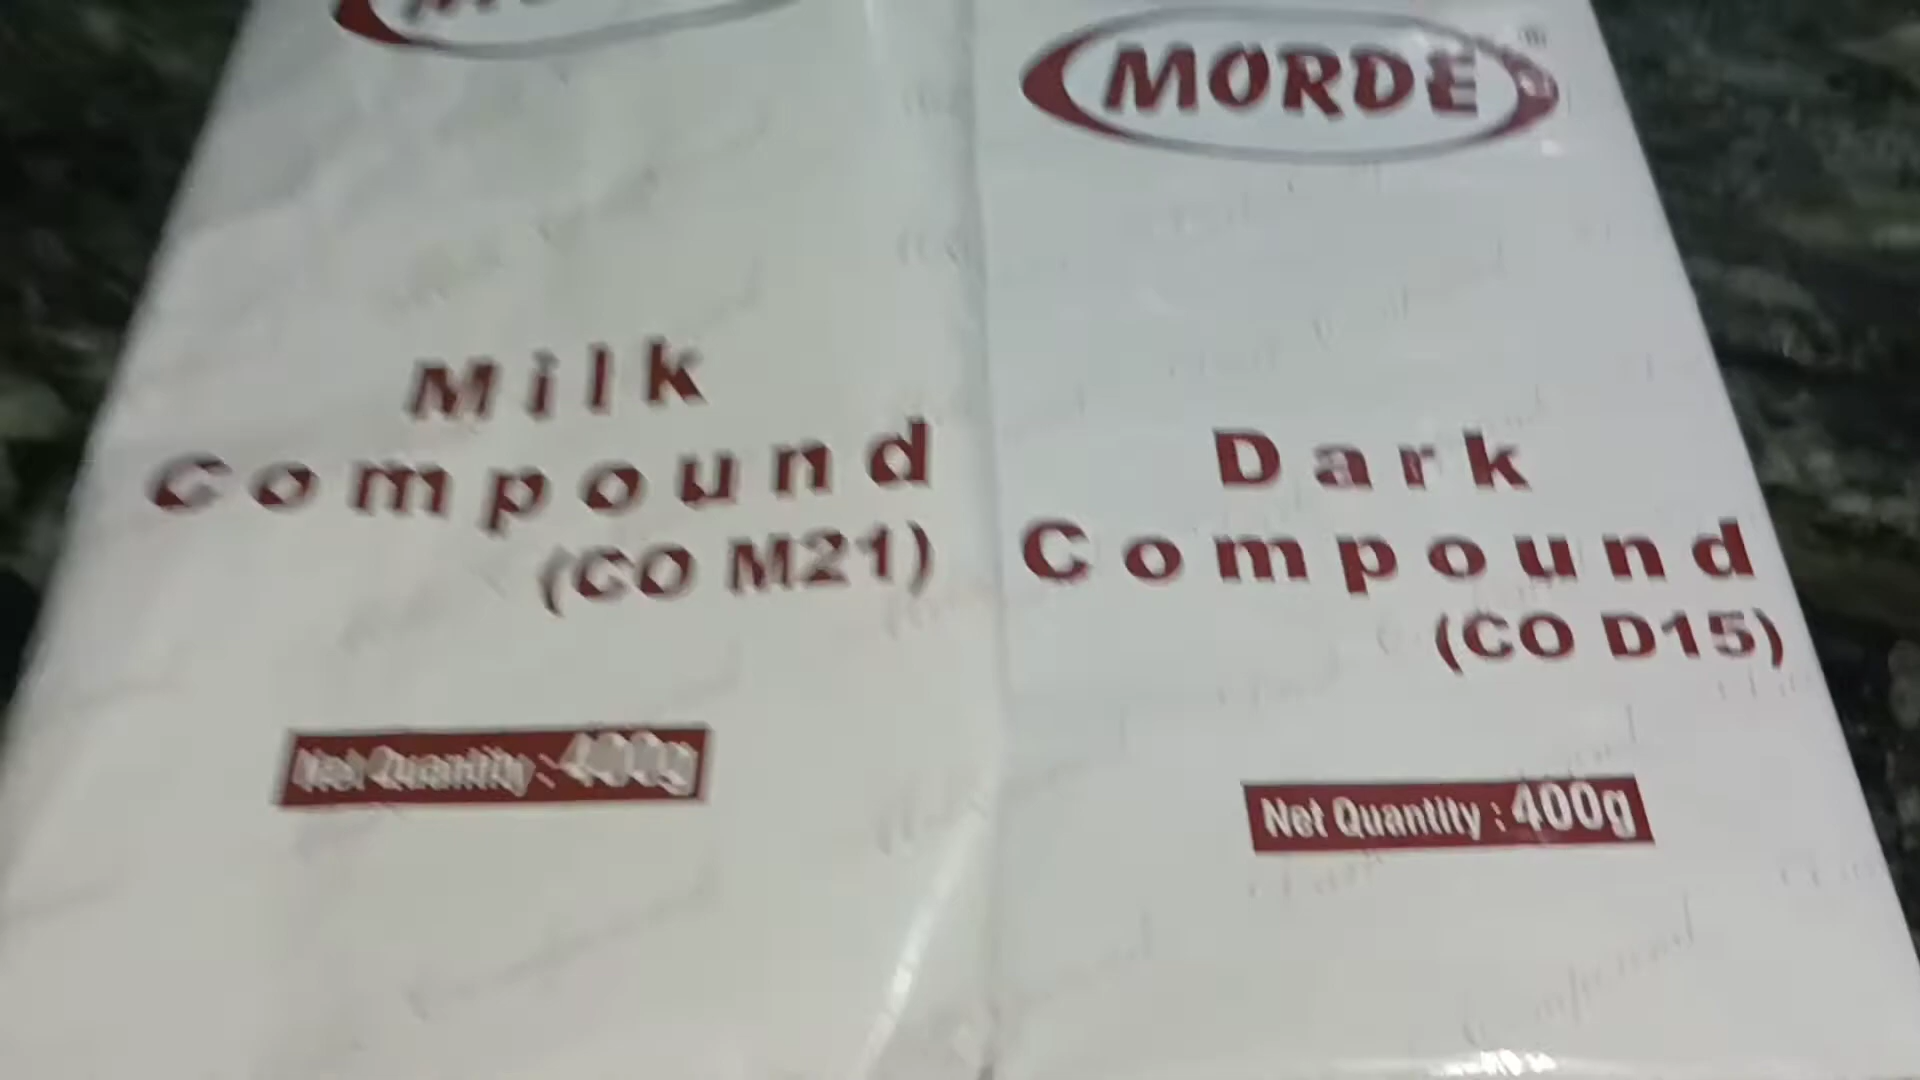 Milk
Compound
(CO M21)
Net Quantity : 400g
MORDE
Dark
Compound
(CO D15)
Net Quantity : 400g